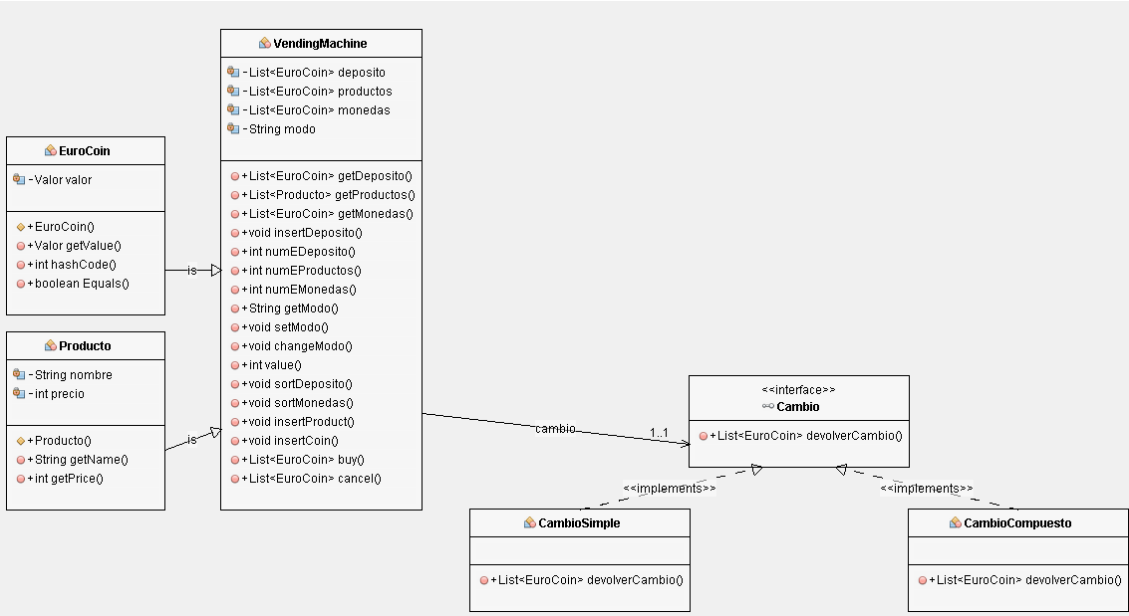 VendingMachine
-List<EuroCoin> deposito
-List<EuroCoin> productos
-List<EuroCoin> monedas
-String modo
+List<EuroCoin> getDeposito()
+List<Producto> getProductos()
+List<EuroCoin> getMonedas()
+void insertDeposito()
+int numEDeposito()
+int numEProductos()
+int numEMonedas()
+String getModo()
+void setModo()
+void changeModo()
+int value()
+void sortDeposito()
+void sortMonedas()
+void insertProduct()
+void insertCoin()
+List<EuroCoin> buy()
+List<EuroCoin> cancel()
EuroCoin
-Valor valor
+EuroCoin()
+Valor getValue()
+int hashCode()
+boolean Equals()
is
Producto
-String nombre
-int precio
+Producto()
+String getName()
+int getPrice()
is
cambio
1..1
<<interface>>
Cambio
+List<EuroCoin> devolverCambio()
<<implements>>
<<implements>>
CambioSimple
+List<EuroCoin> devolverCambio()
CambioCompuesto
+List<EuroCoin> devolverCambio()